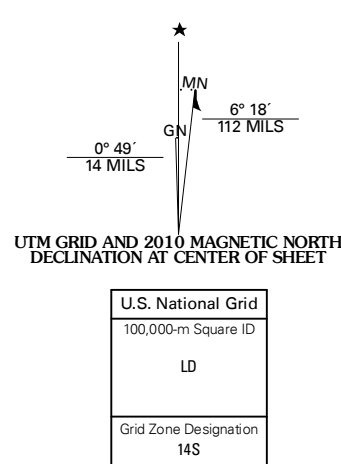 MN
GN
6° 18´
112 MILS
0° 49´
14 MILS
UTM GRID AND 2010 MAGNETIC NORTH
DECLINATION AT CENTER OF SHEET
U.S. National Grid
100,000-m Square ID
LD
Grid Zone Designation
14S